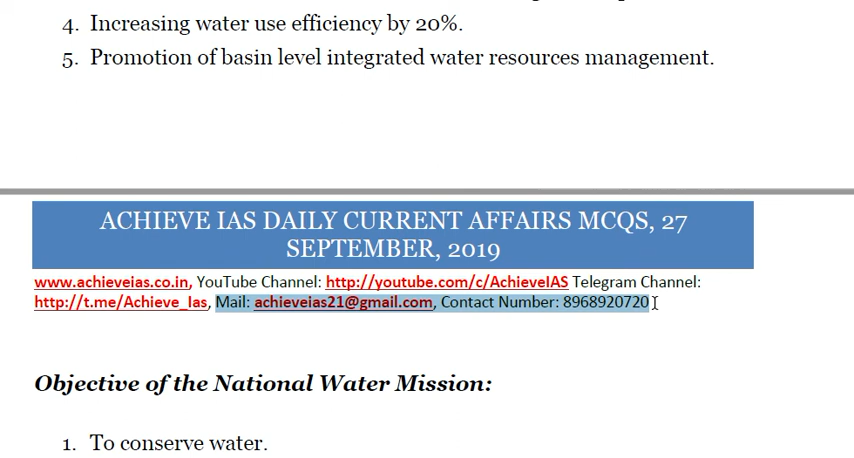 4. Increasing water use efficiency by 20%.
5. Promotion of basin level integrated water resources management.
ACHIEVE IAS DAILY CURRENT AFFAIRS MCQS, 27
SEPTEMBER, 2019
www.achieveias.co.in, YouTube Channel: http://youtube.com/c/AchieveIAS Telegram Channel:
http://t.me/Achieve_Ias, Mail: achieveias21@gmail.com, Contact Number: 8968920720
Objective of the National Water Mission:
1. To conserve water.